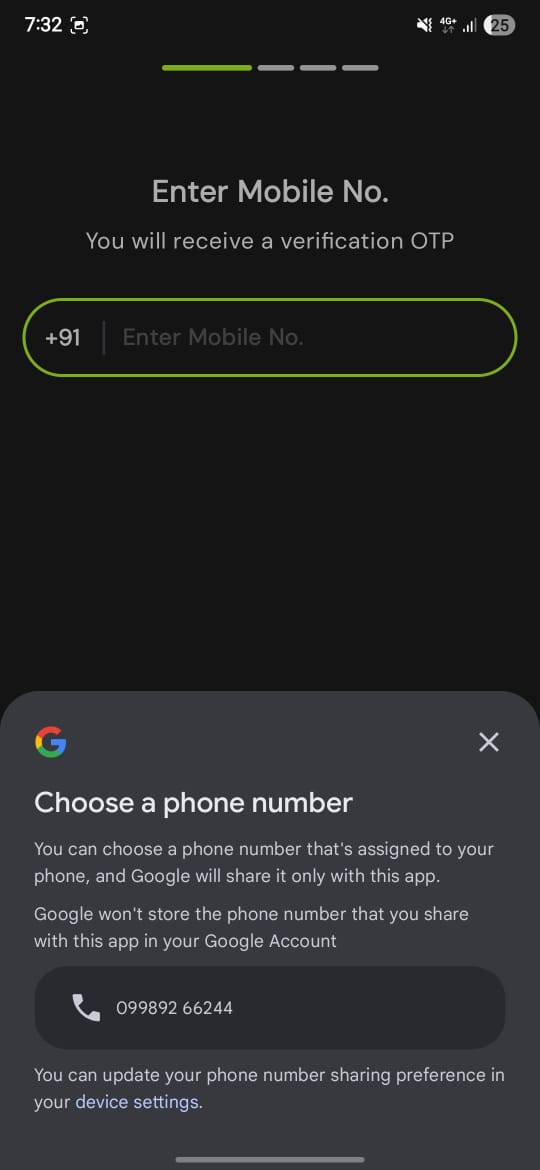 7:32
4G+
25
Enter Mobile No.
You will receive a verification OTP
+91
Enter Mobile No.
Choose a phone number
You can choose a phone number that's assigned to your
phone, and Google will share it only with this app.
Google won't store the phone number that you share
with this app in your Google Account
099892 66244
You can update your phone number sharing preference in
your device settings.